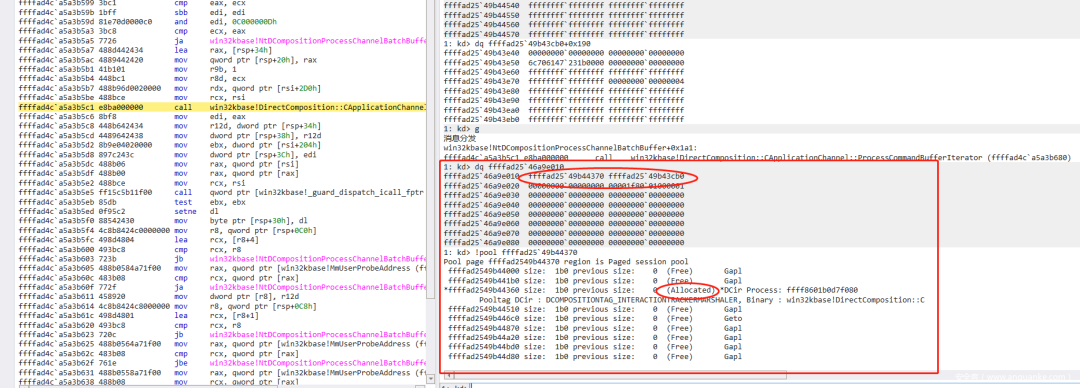 ffffad4c`a5a3b599 3bc1 cmp eax, ecx
ffffad4c`a5a3b59b 1bff sbb edi, edi
ffffad4c`a5a3b59d 81e70d0000c0 and edi, 0C000000Dh
ffffad4c`a5a3b5a3 3bc8 cmp ecx, eax
ffffad4c`a5a3b5a5 7726 ja win32kbase!NtDCompositionProcessChannelBatchBuffe
ffffad4c`a5a3b5a7 488d442434 lea rax, [rsp+34h]
ffffad4c`a5a3b5ac 4889442420 mov qword ptr [rsp+20h], rax
ffffad4c`a5a3b5b1 41b101 mov r9b, 1
ffffad4c`a5a3b5b4 448bc1 mov r8d, ecx
ffffad4c`a5a3b5b7 488b96d0020000 mov rdx, qword ptr [rsi+2D0h]
ffffad4c`a5a3b5be 488bce mov rcx, rsi
ffffad4c`a5a3b5c1 e8ba000000 call win32kbase!DirectComposition::CApplicationChannel
ffffad4c`a5a3b5c6 8bf8 mov edi, eax
ffffad4c`a5a3b5c8 448b642434 mov r12d, dword ptr [rsp+34h]
ffffad4c`a5a3b5cd 4489642438 mov dword ptr [rsp+38h], r12d
ffffad4c`a5a3b5d2 8b9e04020000 mov ebx, dword ptr [rsi+204h]
ffffad4c`a5a3b5d8 897c243c mov dword ptr [rsp+3Ch], edi
ffffad4c`a5a3b5dc 488b06 mov rax, qword ptr [rsi]
ffffad4c`a5a3b5df 488b00 mov rax, qword ptr [rax]
ffffad4c`a5a3b5e2 488bce mov rcx, rsi
ffffad4c`a5a3b5e5 ff15c5b11f00 call qword ptr [win32kbase!_guard_dispatch_icall_fptr
ffffad4c`a5a3b5eb 85db test ebx, ebx
ffffad4c`a5a3b5ed 0f95c2 setne dl
ffffad4c`a5a3b5f0 88542430 mov byte ptr [rsp+30h], dl
ffffad4c`a5a3b5f4 4c8b8424c0000000 mov r8, qword ptr [rsp+0C0h]
ffffad4c`a5a3b5fc 498d4804 lea rcx, [r8+4]
ffffad4c`a5a3b600 493bc8 cmp rcx, r8
ffffad4c`a5a3b603 723b jb win32kbase!NtDCompositionProcessChannelBatchBuffe
ffffad4c`a5a3b605 488b0584a71f00 mov rax, qword ptr [win32kbase!MmUserProbeAddress (ff
ffffad4c`a5a3b60c 483b08 cmp rcx, qword ptr [rax]
ffffad4c`a5a3b60f 772f ja win32kbase!NtDCompositionProcessChannelBatchBuffe
ffffad4c`a5a3b611 458920 mov dword ptr [r8], r12d
ffffad4c`a5a3b614 4c8b8424c8000000 mov r8, qword ptr [rsp+0C8h]
ffffad4c`a5a3b61c 498d4801 lea rcx, [r8+1]
ffffad4c`a5a3b620 493bc8 cmp rcx, r8
ffffad4c`a5a3b623 720c jb win32kbase!NtDCompositionProcessChannelBatchBuffe
ffffad4c`a5a3b625 488b0564a71f00 mov rax, qword ptr [win32kbase!MmUserProbeAddress (ff
ffffad4c`a5a3b62c 483b08 cmp rcx, qword ptr [rax]
ffffad4c`a5a3b62f 761e jbe win32kbase!NtDCompositionProcessChannelBatchBuffe
ffffad4c`a5a3b631 488b0558a71f00 mov rax, qword ptr [win32kbase!MmUserProbeAddress (ff
ffffad4c`a5a3b638 488b08 mov rcx, qword ptr [rax]
ffffad25`49b44540 ffffffff`ffffffff ffffffff`ffffffff
ffffad25`49b44550 ffffffff`ffffffff ffffffff`ffffffff
ffffad25`49b44560 ffffffff`ffffffff ffffffff`ffffffff
ffffad25`49b44570 ffffffff`ffffffff ffffffff`ffffffff
1: kd> dq ffffad25`49b43cb0+0x190
ffffad25`49b43e40 00000000`00000000 00000000`00000000
ffffad25`49b43e50 6c706147`231b0000 00000000`00000000
ffffad25`49b43e60 ffffffff`ffffffff ffffffff`ffffffff
ffffad25`49b43e70 ffffffff`ffffffff 00000000`00000004
ffffad25`49b43e80 ffffffff`ffffffff ffffffff`ffffffff
ffffad25`49b43e90 ffffffff`ffffffff ffffffff`ffffffff
ffffad25`49b43ea0 ffffffff`ffffffff ffffffff`ffffffff
ffffad25`49b43eb0 ffffffff`ffffffff ffffffff`ffffffff
1: kd> g
消息分发
win32kbase!NtDCompositionProcessChannelBatchBuffer+0x1a1:
ffffad4c`a5a3b5c1 e8ba000000 call win32kbase!DirectComposition::CApplicationChannel::ProcessCommandBufferIterator (ffffad4c`a5a3b680)
1: kd> dq ffffad25`46a9e010
ffffad25`46a9e010 ffffad25`49b44370 ffffad25`49b43cb0
ffffad25`46a9e020 00000000`00000000 00001f80`01000001
ffffad25`46a9e030 00000000`00000000 00000000`00000000
ffffad25`46a9e040 00000000`00000000 00000000`00000000
ffffad25`46a9e050 00000000`00000000 00000000`00000000
ffffad25`46a9e060 00000000`00000000 00000000`00000000
ffffad25`46a9e070 00000000`00000000 00000000`00000000
ffffad25`46a9e080 00000000`00000000 00000000`00000000
1: kd> !pool ffffad25`49b44370
Pool page ffffad2549b44370 region is Paged session pool
ffffad2549b44000 size: 1b0 previous size: 0 (Free) Gapl
ffffad2549b441b0 size: 1b0 previous size: 0 (Free) Gapl
*ffffad2549b44360 size: 1b0 previous size: 0 (Allocated) *DCir Process: ffff8601b0d7f080
Pooltag DCir : DCOMPOSITIONTAG_INTERACTIONTRACKERMARSHALER, Binary : win32kbase!DirectComposition::C
ffffad2549b44510 size: 1b0 previous size: 0 (Free) Gapl
ffffad2549b446c0 size: 1b0 previous size: 0 (Free) Geto
ffffad2549b44870 size: 1b0 previous size: 0 (Free) Gapl
ffffad2549b44a20 size: 1b0 previous size: 0 (Free) Gapl
ffffad2549b44bd0 size: 1b0 previous size: 0 (Free) Gapl
ffffad2549b44d80 size: 1b0 previous size: 0 (Free) Gapl
1: kd>